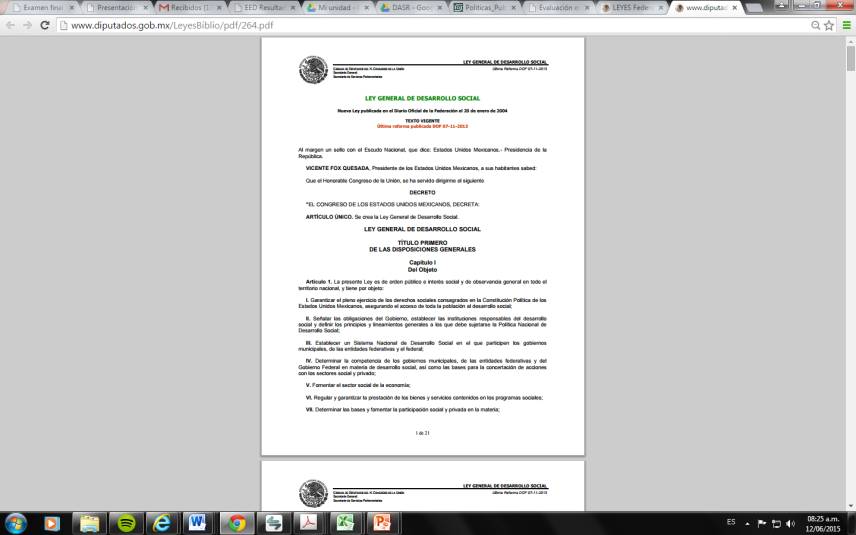 Examen final
Presentación
Recibidos (1
EED Resultad
Mi unidad -
DASR - Goog
Politicas_Pub
Evaluación e
LEYES Federa
www.diputad
www.diputados.gob.mx/LeyesBiblio/pdf/264.pdf
LEY GENERAL DE DESARROLLO SOCIAL
CÁMARA DE DIPUTADOS DEL H. CONGRESO DE LA UNIÓN
Última Reforma DOF 07-11-2013
Secretaría General
Secretaría de Servicios Parlamentarios
LEY GENERAL DE DESARROLLO SOCIAL
Nueva Ley publicada en el Diario Oficial de la Federación el 20 de enero de 2004
TEXTO VIGENTE
Última reforma publicada DOF 07-11-2013
Al margen un sello con el Escudo Nacional, que dice: Estados Unidos Mexicanos.- Presidencia de la
República.
VICENTE FOX QUESADA, Presidente de los Estados Unidos Mexicanos, a sus habitantes sabed:
Que el Honorable Congreso de la Unión, se ha servido dirigirme el siguiente
DECRETO
"EL CONGRESO DE LOS ESTADOS UNIDOS MEXICANOS, DECRETA:
ARTÍCULO ÚNICO. Se crea la Ley General de Desarrollo Social.
LEY GENERAL DE DESARROLLO SOCIAL
TÍTULO PRIMERO
DE LAS DISPOSICIONES GENERALES
Capítulo I
Del Objeto
Artículo 1. La presente Ley es de orden público e interés social y de observancia general en todo el
territorio nacional, y tiene por objeto:
I. Garantizar el pleno ejercicio de los derechos sociales consagrados en la Constitución Política de los
Estados Unidos Mexicanos, asegurando el acceso de toda la población al desarrollo social;
II. Señalar las obligaciones del Gobierno, establecer las instituciones responsables del desarrollo
social y definir los principios y lineamientos generales a los que debe sujetarse la Política Nacional de
Desarrollo Social;
III. Establecer un Sistema Nacional de Desarrollo Social en el que participen los gobiernos
municipales, de las entidades federativas y el federal;
IV. Determinar la competencia de los gobiernos municipales, de las entidades federativas y del
Gobierno Federal en materia de desarrollo social, así como las bases para la concertación de acciones
con los sectores social y privado;
V. Fomentar el sector social de la economía;
VI. Regular y garantizar la prestación de los bienes y servicios contenidos en los programas sociales;
VII. Determinar las bases y fomentar la participación social y privada en la materia;
1 de 21
LEY GENERAL DE DESARROLLO SOCIAL
CÁMARA DE DIPUTADOS DEL H. CONGRESO DE LA UNIÓN
Última Reforma DOF 07-11-2013
Secretaría General
Secretaría de Servicios Parlamentarios
ES
08:25 a.m.
12/06/2015